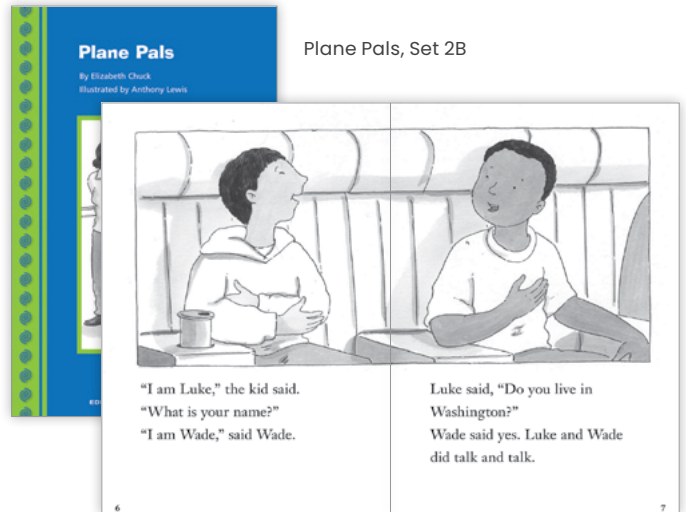 Plane Pals
By Elizabeth Chuck
Illustrated by Anthony Lewis
Plane Pals, Set 2B
“I am Luke,” the kid said.
“What is your name?”
“I am Wade,” said Wade.
6
Luke said, “Do you live in
Washington?”
Wade said yes. Luke and Wade
did talk and talk.
7